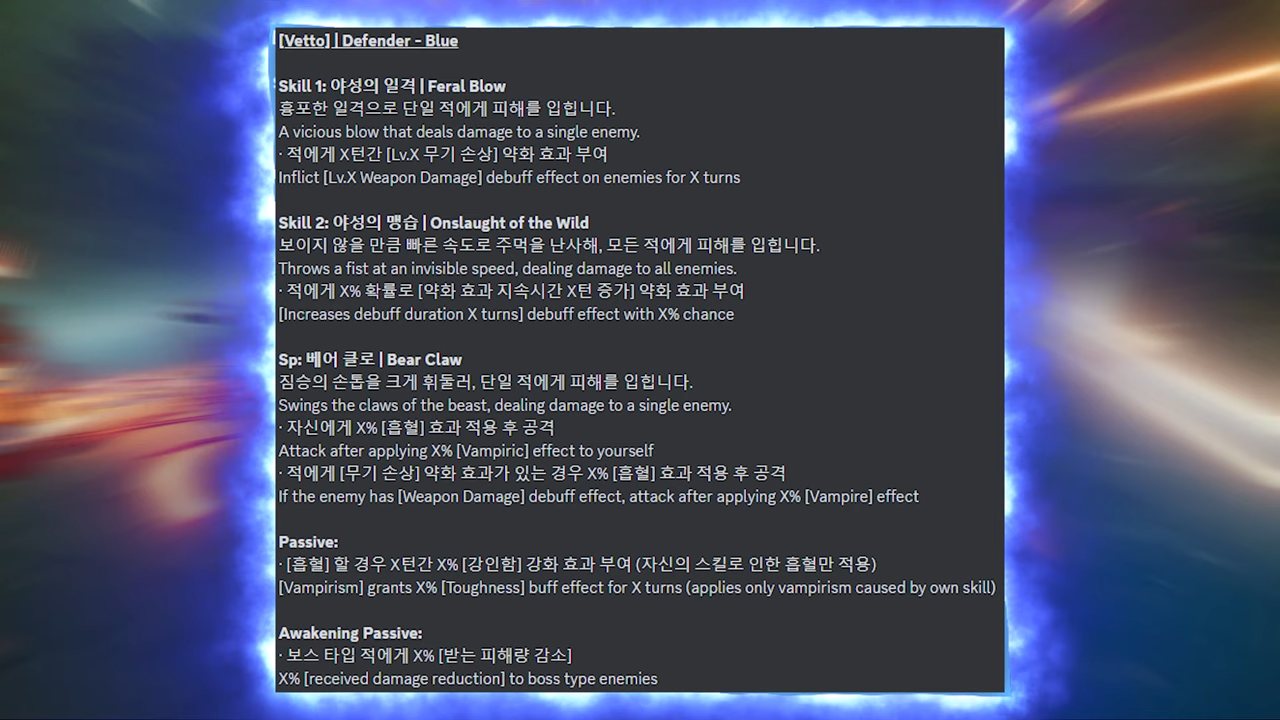 [Vetto] | Defender - Blue
Skill 1: 야성의 일격 | Feral Blow
흉포한 일격으로 단일 적에게 피해를 입힙니다.
A vicious blow that deals damage to a single enemy.
· 적에게 X턴간 [Lv.X 무기 손상] 약화 효과 부여
Inflict [Lv.X Weapon Damage] debuff effect on enemies for X turns
Skill 2: 야성의 맹습 | Onslaught of the Wild
보이지 않을 만큼 빠른 속도로 주먹을 난사해, 모든 적에게 피해를 입힙니다.
Throws a fist at an invisible speed, dealing damage to all enemies.
· 적에게 X% 확률로 [약화 효과 지속시간 X턴 증가] 약화 효과 부여
[Increases debuff duration X turns] debuff effect with X% chance
Sp: 베어 클로 | Bear Claw
짐승의 손톱을 크게 휘둘러, 단일 적에게 피해를 입힙니다.
Swings the claws of the beast, dealing damage to a single enemy.
· 자신에게 X% [흡혈] 효과 적용 후 공격
Attack after applying X% [Vampiric] effect to yourself
· 적에게 [무기 손상] 약화 효과가 있는 경우 X% [흡혈] 효과 적용 후 공격
If the enemy has [Weapon Damage] debuff effect, attack after applying X% [Vampire] effect
Passive:
· [흡혈] 할 경우 X턴간 X% [강인함] 강화 효과 부여 (자신의 스킬로 인한 흡혈만 적용)
[Vampirism] grants X% [Toughness] buff effect for X turns (applies only vampirism caused by own skill)
Awakening Passive:
· 보스 타입 적에게 X% [받는 피해량 감소]
X% [received damage reduction] to boss type enemies